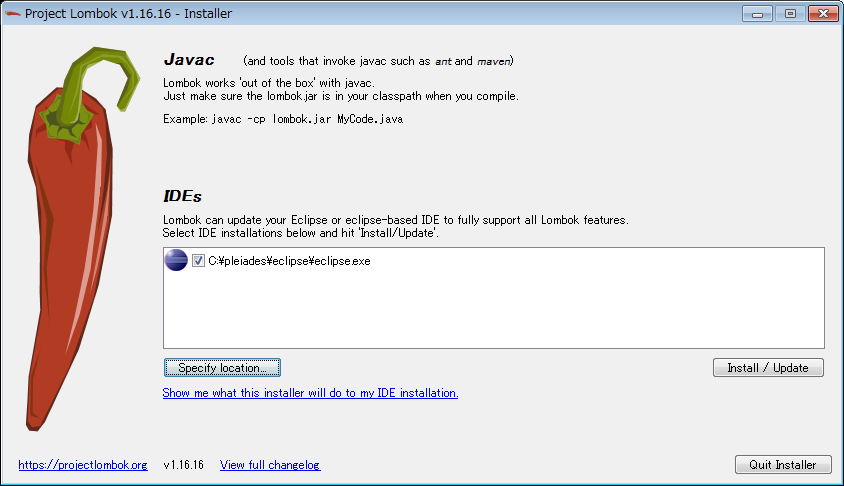 Project Lombok v1.16.16 - Installer
Javac (and tools that invoke javac such as ant and maven)
Lombok works 'out of the box' with javac.
Just make sure the lombok.jar is in your classpath when you compile.
Example: javac -cp lombok.jar MyCode.java
IDEs
Lombok can update your Eclipse or eclipse-based IDE to fully support all Lombok features.
Select IDE installations below and hit 'Install/Update'.
C:¥pleiades¥eclipse¥eclipse.exe
Specify location... Install / Update
Show me what this installer will do to my IDE installation.
https://projectlombok.org v1.16.16 View full changelog Quit Installer